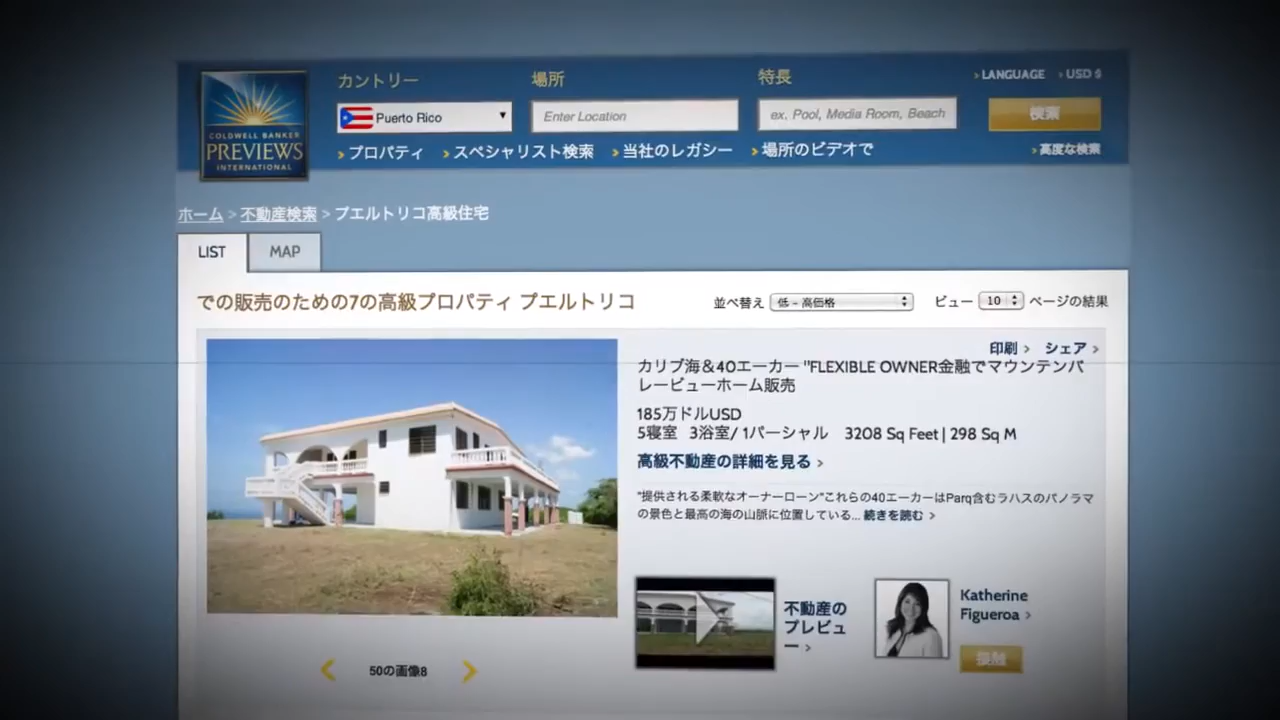 カントリー
場所
特長
LANGUAGE
USD $
Puerto Rico
Enter Location
ex, Pool, Media Room, Beach
検索
COLDWELL BANKER
PREVIEWS
INTERNATIONAL
プロパティ
スペシャリスト検索
当社のレガシー
場所のビデオで
高度な検索
ホーム > 不動産検索 > プエルトリコ高級住宅
LIST
MAP
での販売のための7の高級プロパティ プエルトリコ
並べ替え
低 – 高価格
ビュー 10 ページの結果
印刷 >
シェア >
カリブ海&40エーカー "FLEXIBLE OWNER金融でマウンテンバ
レービューホーム販売
185万ドルUSD
5寝室 3浴室/ 1パーシャル 3208 Sq Feet | 298 Sq M
高級不動産の詳細を見る >
"提供される柔軟なオーナーローン"これらの40エーカーはParq含むラハスのパノラマ
の景色と最高の海の山脈に位置している... 続きを読む >
不動産の
プレビュ
ー >
Katherine
Figueroa >
接触
50の画像8